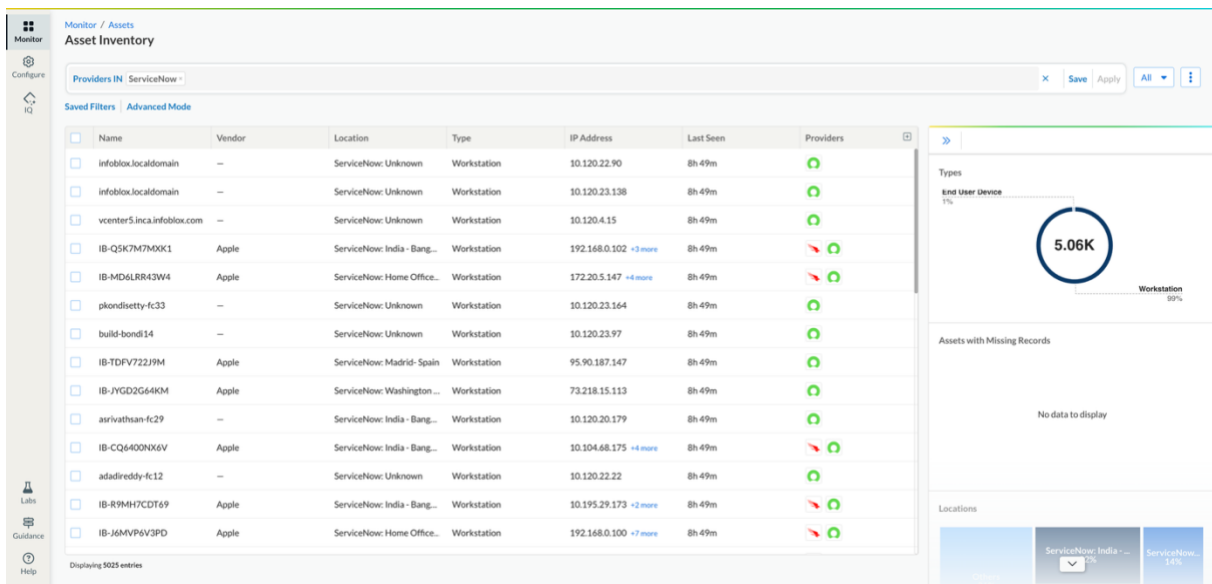 Monitor
Configure
IQ
Labs
Guidance
Help
Monitor / Assets
Asset Inventory
Providers IN ServiceNow
× Save Apply All
Saved Filters Advanced Mode
Name Vendor Location Type IP Address Last Seen Providers
infoblox.localdomain — ServiceNow: Unknown Workstation 10.120.22.90 8h 49m
infoblox.localdomain — ServiceNow: Unknown Workstation 10.120.23.138 8h 49m
vcenter5.inca.infoblox.com — ServiceNow: Unknown Workstation 10.120.4.15 8h 49m
IB-Q5K7M7MXK1 Apple ServiceNow: India - Bang... Workstation 192.168.0.102 +3 more 8h 49m
IB-MD6LRR43W4 Apple ServiceNow: Home Office... Workstation 172.20.5.147 +4 more 8h 49m
pkondisetty-fc33 — ServiceNow: Unknown Workstation 10.120.23.164 8h 49m
build-bondi14 — ServiceNow: Unknown Workstation 10.120.23.97 8h 49m
IB-TDFV722J9M Apple ServiceNow: Madrid- Spain Workstation 95.90.187.147 8h 49m
IB-JYGD2G64KM Apple ServiceNow: Washington ... Workstation 73.218.15.113 8h 49m
asrivathsan-fc29 — ServiceNow: India - Bang... Workstation 10.120.20.179 8h 49m
IB-CQ6400NX6V Apple ServiceNow: India - Bang... Workstation 10.104.68.175 +4 more 8h 49m
adadireddy-fc12 — ServiceNow: Unknown Workstation 10.120.22.22 8h 49m
IB-R9MH7CDT69 Apple ServiceNow: India - Bang... Workstation 10.195.29.173 +2 more 8h 49m
IB-J6MVP6V3PD Apple ServiceNow: Home Office... Workstation 192.168.0.100 +7 more 8h 49m
Displaying 5025 entries
Types
End User Device
1%
5.06K
Workstation
99%
Assets with Missing Records
No data to display
Locations
ServiceNow: India - ...
ServiceNow...
14%